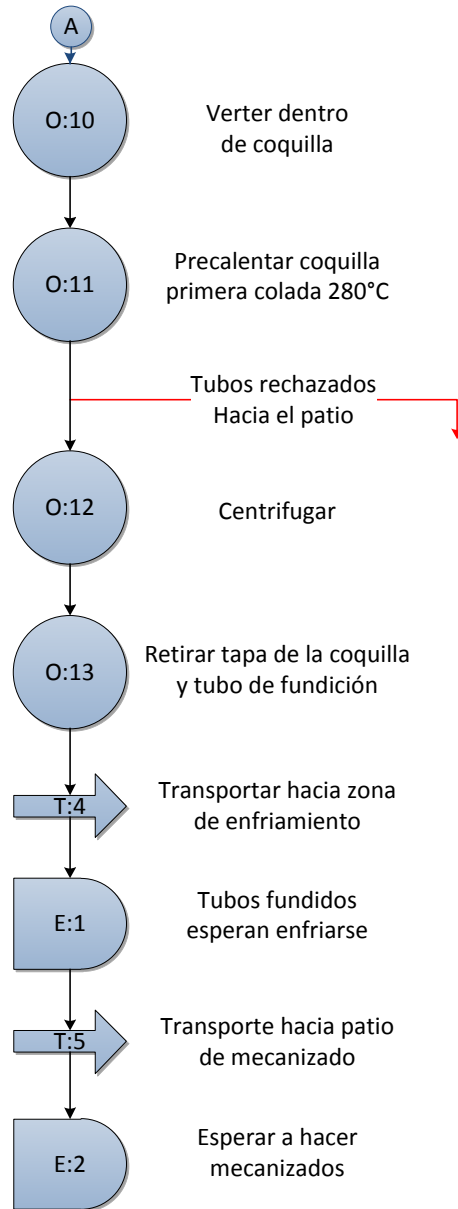 A
O:10
Verter dentro
de coquilla
O:11
Precalentar coquilla
primera colada 280°C
Tubos rechazados
Hacia el patio
O:12
Centrifugar
O:13
Retirar tapa de la coquilla
y tubo de fundición
T:4
Transportar hacia zona
de enfriamiento
E:1
Tubos fundidos
esperan enfriarse
T:5
Transporte hacia patio
de mecanizado
E:2
Esperar a hacer
mecanizados